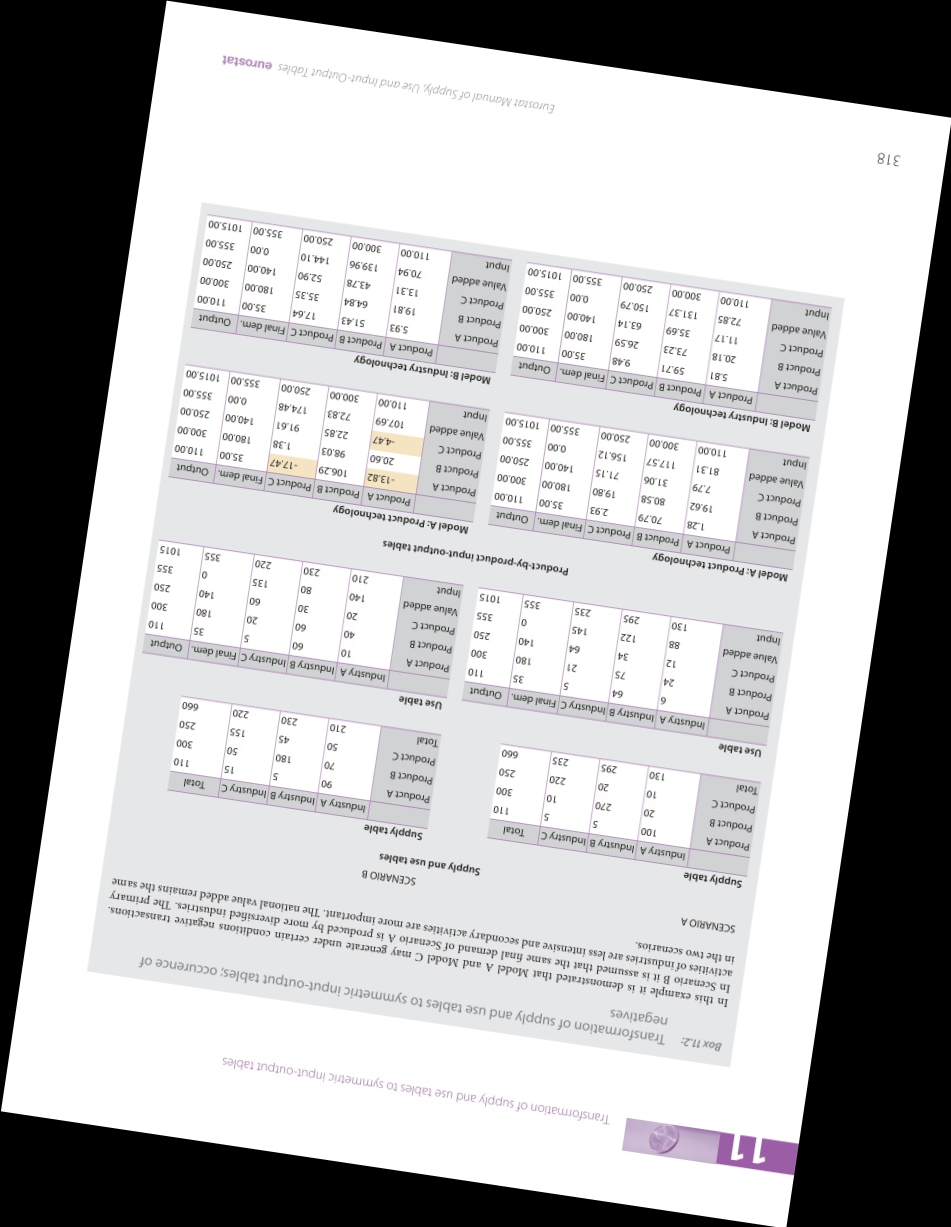 11
Transformation of supply and use tables to symmetric input-output tables
Box 11.2: Transformation of supply and use tables to symmetric input-output tables; occurence of
negatives
In this example it is demonstrated that Model A and Model C may generate under certain conditions negative transactions.
In Scenario B it is assumed that the same final demand of Scenario A is produced by more diversified industries. The primary
activities of industries are less intensive and secondary activities are more important. The national value added remains the same
in the two scenarios.
SCENARIO A
SCENARIO B
Supply and use tables
Supply table
Industry A Industry B Industry C Total
Product A 100 5 5 110
Product B 20 270 10 300
Product C 10 20 220 250
Total 130 295 235 660
Supply table
Industry A Industry B Industry C Total
Product A 90 5 15 110
Product B 70 180 50 300
Product C 50 45 155 250
Total 210 230 220 660
Use table
Industry A Industry B Industry C Final dem. Output
Product A 6 64 5 35 110
Product B 24 75 21 180 300
Product C 12 34 64 140 250
Value added 88 122 145 0 355
Input 130 295 235 355 1015
Use table
Industry A Industry B Industry C Final dem. Output
Product A 10 60 5 35 110
Product B 40 60 20 180 300
Product C 20 30 60 140 250
Value added 140 80 135 0 355
Input 210 230 220 355 1015
Product-by-product input-output tables
Model A: Product technology
Product A Product B Product C Final dem. Output
Product A 1.28 70.79 2.93 35.00 110.00
Product B 19.62 80.58 19.80 180.00 300.00
Product C 7.79 31.06 71.15 140.00 250.00
Value added 81.31 117.57 156.12 0.00 355.00
Input 110.00 300.00 250.00 355.00 1015.00
Model A: Product technology
Product A Product B Product C Final dem. Output
Product A -13.82 106.29 -17.47 35.00 110.00
Product B 20.60 98.03 1.38 180.00 300.00
Product C -4.47 22.85 91.61 140.00 250.00
Value added 107.69 72.83 174.48 0.00 355.00
Input 110.00 300.00 250.00 355.00 1015.00
Model B: Industry technology
Product A Product B Product C Final dem. Output
Product A 5.81 59.71 9.48 35.00 110.00
Product B 20.18 73.23 26.59 180.00 300.00
Product C 11.17 35.69 63.14 140.00 250.00
Value added 72.85 131.37 150.79 0.00 355.00
Input 110.00 300.00 250.00 355.00 1015.00
Model B: Industry technology
Product A Product B Product C Final dem. Output
Product A 5.93 51.43 17.64 35.00 110.00
Product B 19.81 64.84 35.35 180.00 300.00
Product C 13.31 43.78 52.90 140.00 250.00
Value added 70.94 139.96 144.10 0.00 355.00
Input 110.00 300.00 250.00 355.00 1015.00
318
Eurostat Manual of Supply, Use and Input-Output Tables eurostat